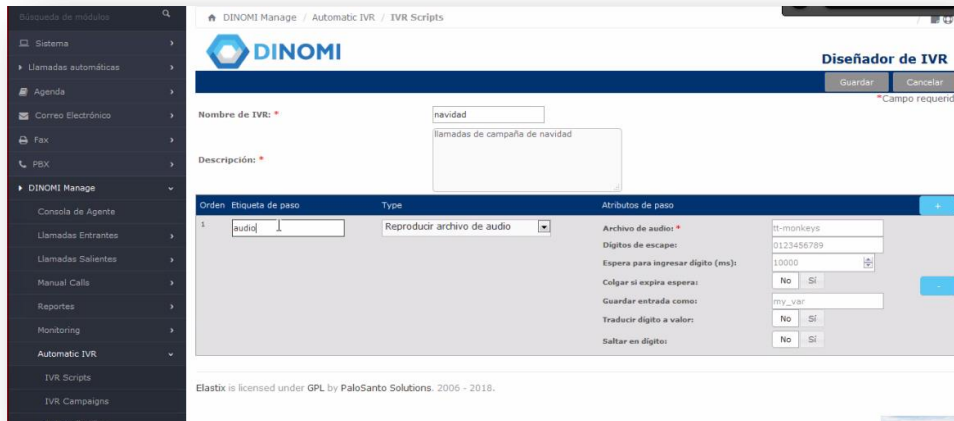 Búsqueda de módulos
Sistema
Llamadas automáticas
Agenda
Correo Electrónico
Fax
PBX
DINOMI Manage
Consola de Agente
Llamadas Entrantes
Llamadas Salientes
Manual Calls
Reportes
Monitoring
Automatic IVR
IVR Scripts
IVR Campaigns
DINOMI Manage / Automatic IVR / IVR Scripts
DINOMI
Diseñador de IVR
Guardar Cancelar
*Campo requerid
Nombre de IVR: * navidad
Descripción: * llamadas de campaña de navidad
Orden Etiqueta de paso Type Atributos de paso +
1 audio Reproducir archivo de audio
Archivo de audio: * tt-monkeys
Digitos de escape: 0123456789
Espera para ingresar dígito (ms): 10000
Colgar si expira espera: No Sí
-
Guardar entrada como: my_var
Traducir digito a valor: No Sí
Saltar en dígito: No Sí
Elastix is licensed under GPL by PaloSanto Solutions. 2006 - 2018.